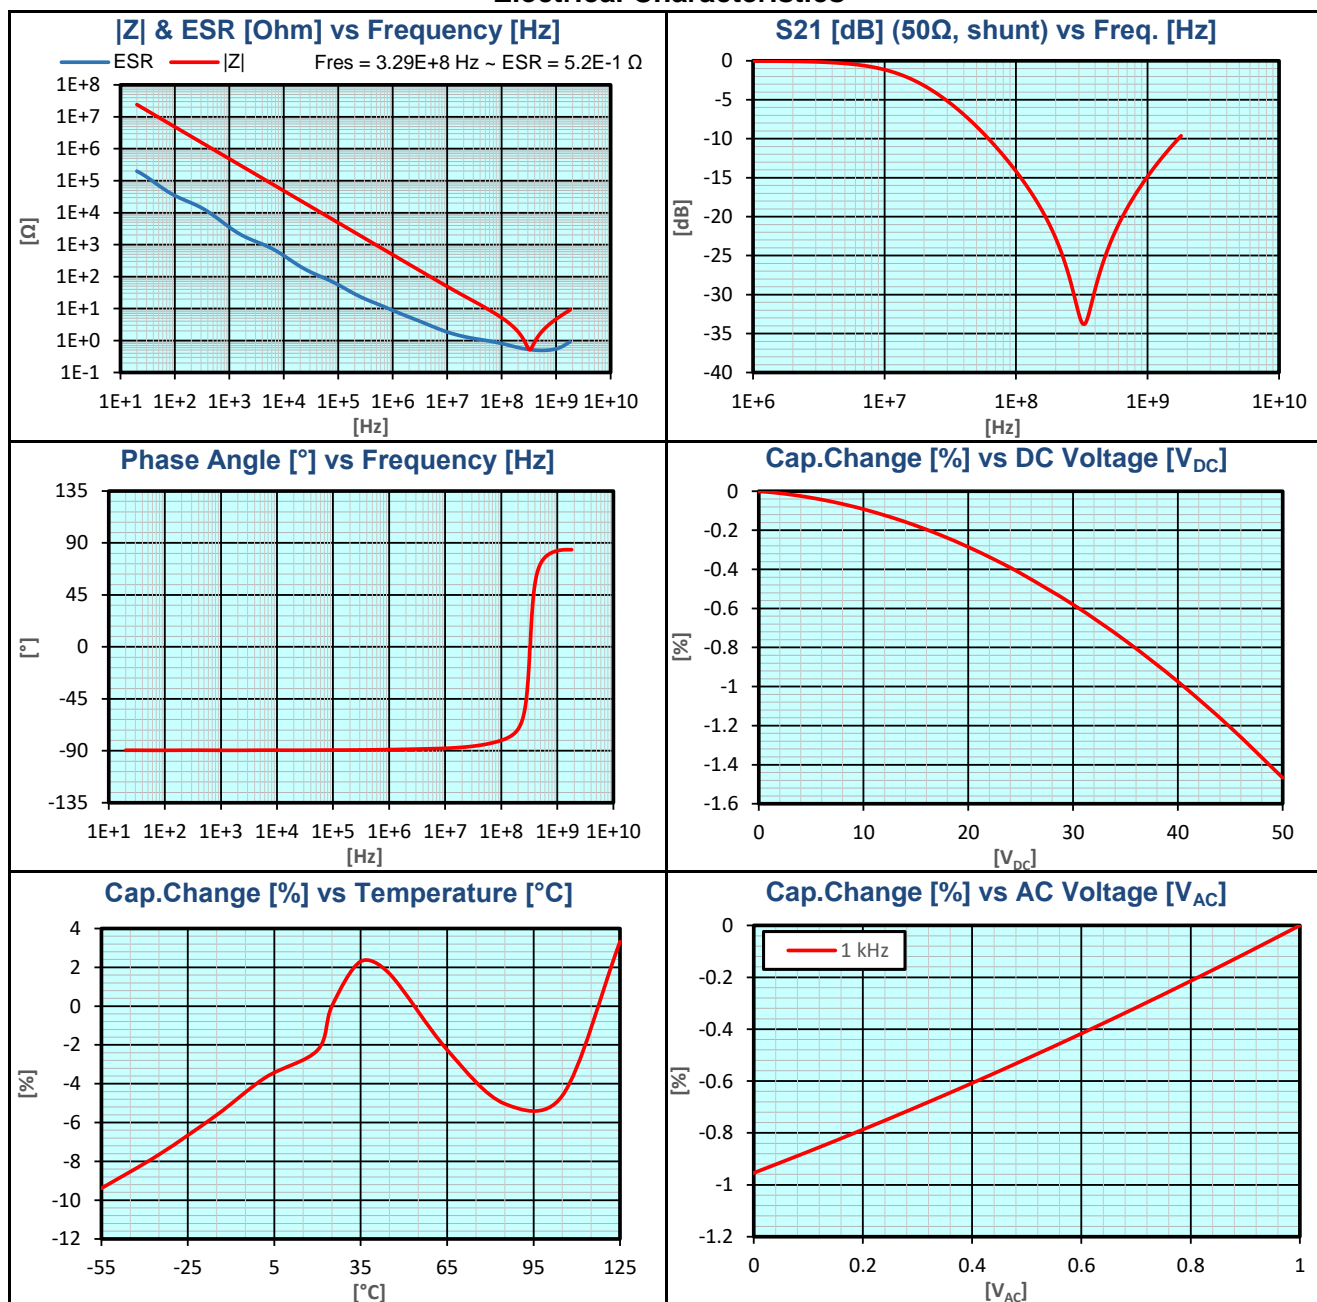 |Z| & ESR [Ohm] vs Frequency [Hz]
ESR |Z| Fres = 3.29E+8 Hz ~ ESR = 5.2E-1 Ω
1E+8
1E+7
1E+6
1E+5
1E+4
1E+3
1E+2
1E+1
1E+0
1E-1
[Ω]
1E+1 1E+2 1E+3 1E+4 1E+5 1E+6 1E+7 1E+8 1E+9 1E+10
[Hz]
S21 [dB] (50Ω, shunt) vs Freq. [Hz]
0
-5
-10
-15
-20
-25
-30
-35
-40
[dB]
1E+6 1E+7 1E+8 1E+9 1E+10
[Hz]
Phase Angle [°] vs Frequency [Hz]
135
90
45
0
-45
-90
-135
[°]
1E+1 1E+2 1E+3 1E+4 1E+5 1E+6 1E+7 1E+8 1E+9 1E+10
[Hz]
Cap.Change [%] vs DC Voltage [VDC]
0
-0.2
-0.4
-0.6
-0.8
-1
-1.2
-1.4
-1.6
[%]
0 10 20 30 40 50
[VDC]
Cap.Change [%] vs Temperature [°C]
4
2
0
-2
-4
-6
-8
-10
-12
[%]
-55 -25 5 35 65 95 125
[°C]
Cap.Change [%] vs AC Voltage [VAC]
1 kHz
0
-0.2
-0.4
-0.6
-0.8
-1
-1.2
[%]
0 0.2 0.4 0.6 0.8 1
[VAC]